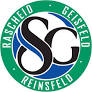 RASCHEID · GEISFELD
SG
REINSFELD